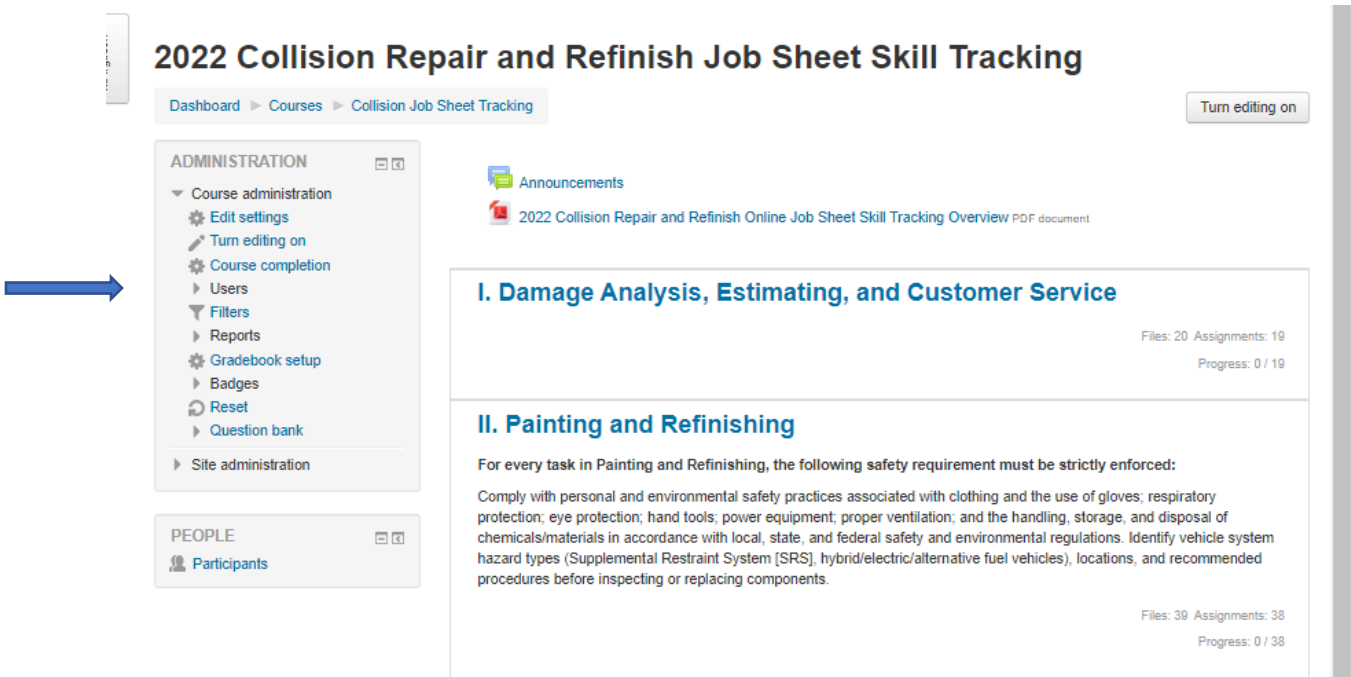 2022 Collision Repair and Refinish Job Sheet Skill Tracking
Dashboard Courses Collision Job Sheet Tracking
Turn editing on
ADMINISTRATION
Course administration
Edit settings
Turn editing on
Course completion
Users
Filters
Reports
Gradebook setup
Badges
Reset
Question bank
Site administration
PEOPLE
Participants
Announcements
2022 Collision Repair and Refinish Online Job Sheet Skill Tracking Overview PDF document
I. Damage Analysis, Estimating, and Customer Service
Files: 20 Assignments: 19
Progress: 0 / 19
II. Painting and Refinishing
For every task in Painting and Refinishing, the following safety requirement must be strictly enforced:
Comply with personal and environmental safety practices associated with clothing and the use of gloves; respiratory
protection; eye protection; hand tools; power equipment; proper ventilation; and the handling, storage, and disposal of
chemicals/materials in accordance with local, state, and federal safety and environmental regulations. Identify vehicle system
hazard types (Supplemental Restraint System [SRS], hybrid/electric/alternative fuel vehicles), locations, and recommended
procedures before inspecting or replacing components.
Files: 39 Assignments: 38
Progress: 0 / 38